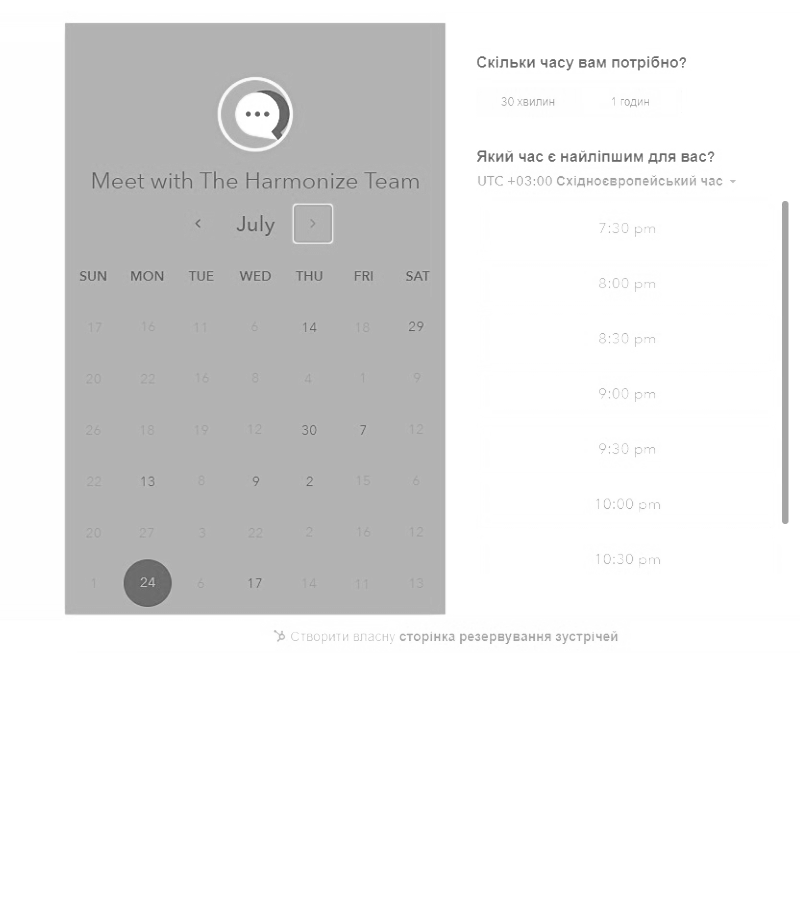 Meet with The Harmonize Team
July
SUN MON TUE WED THU FRI SAT
17 16 11 6 14 18 29
20 22 16 8 4 1 9
26 18 19 12 30 7 12
22 13 8 9 2 15 6
20 27 3 22 2 16 12
1 24 6 17 14 11 13
Скільки часу вам потрібно?
30 хвилин 1 годин
Який час є найліпшим для вас?
UTC +03:00 Східноєвропейський час
7:30 pm
8:00 pm
8:30 pm
9:00 pm
9:30 pm
10:00 pm
10:30 pm
Створити власну сторінка резервування зустрічей